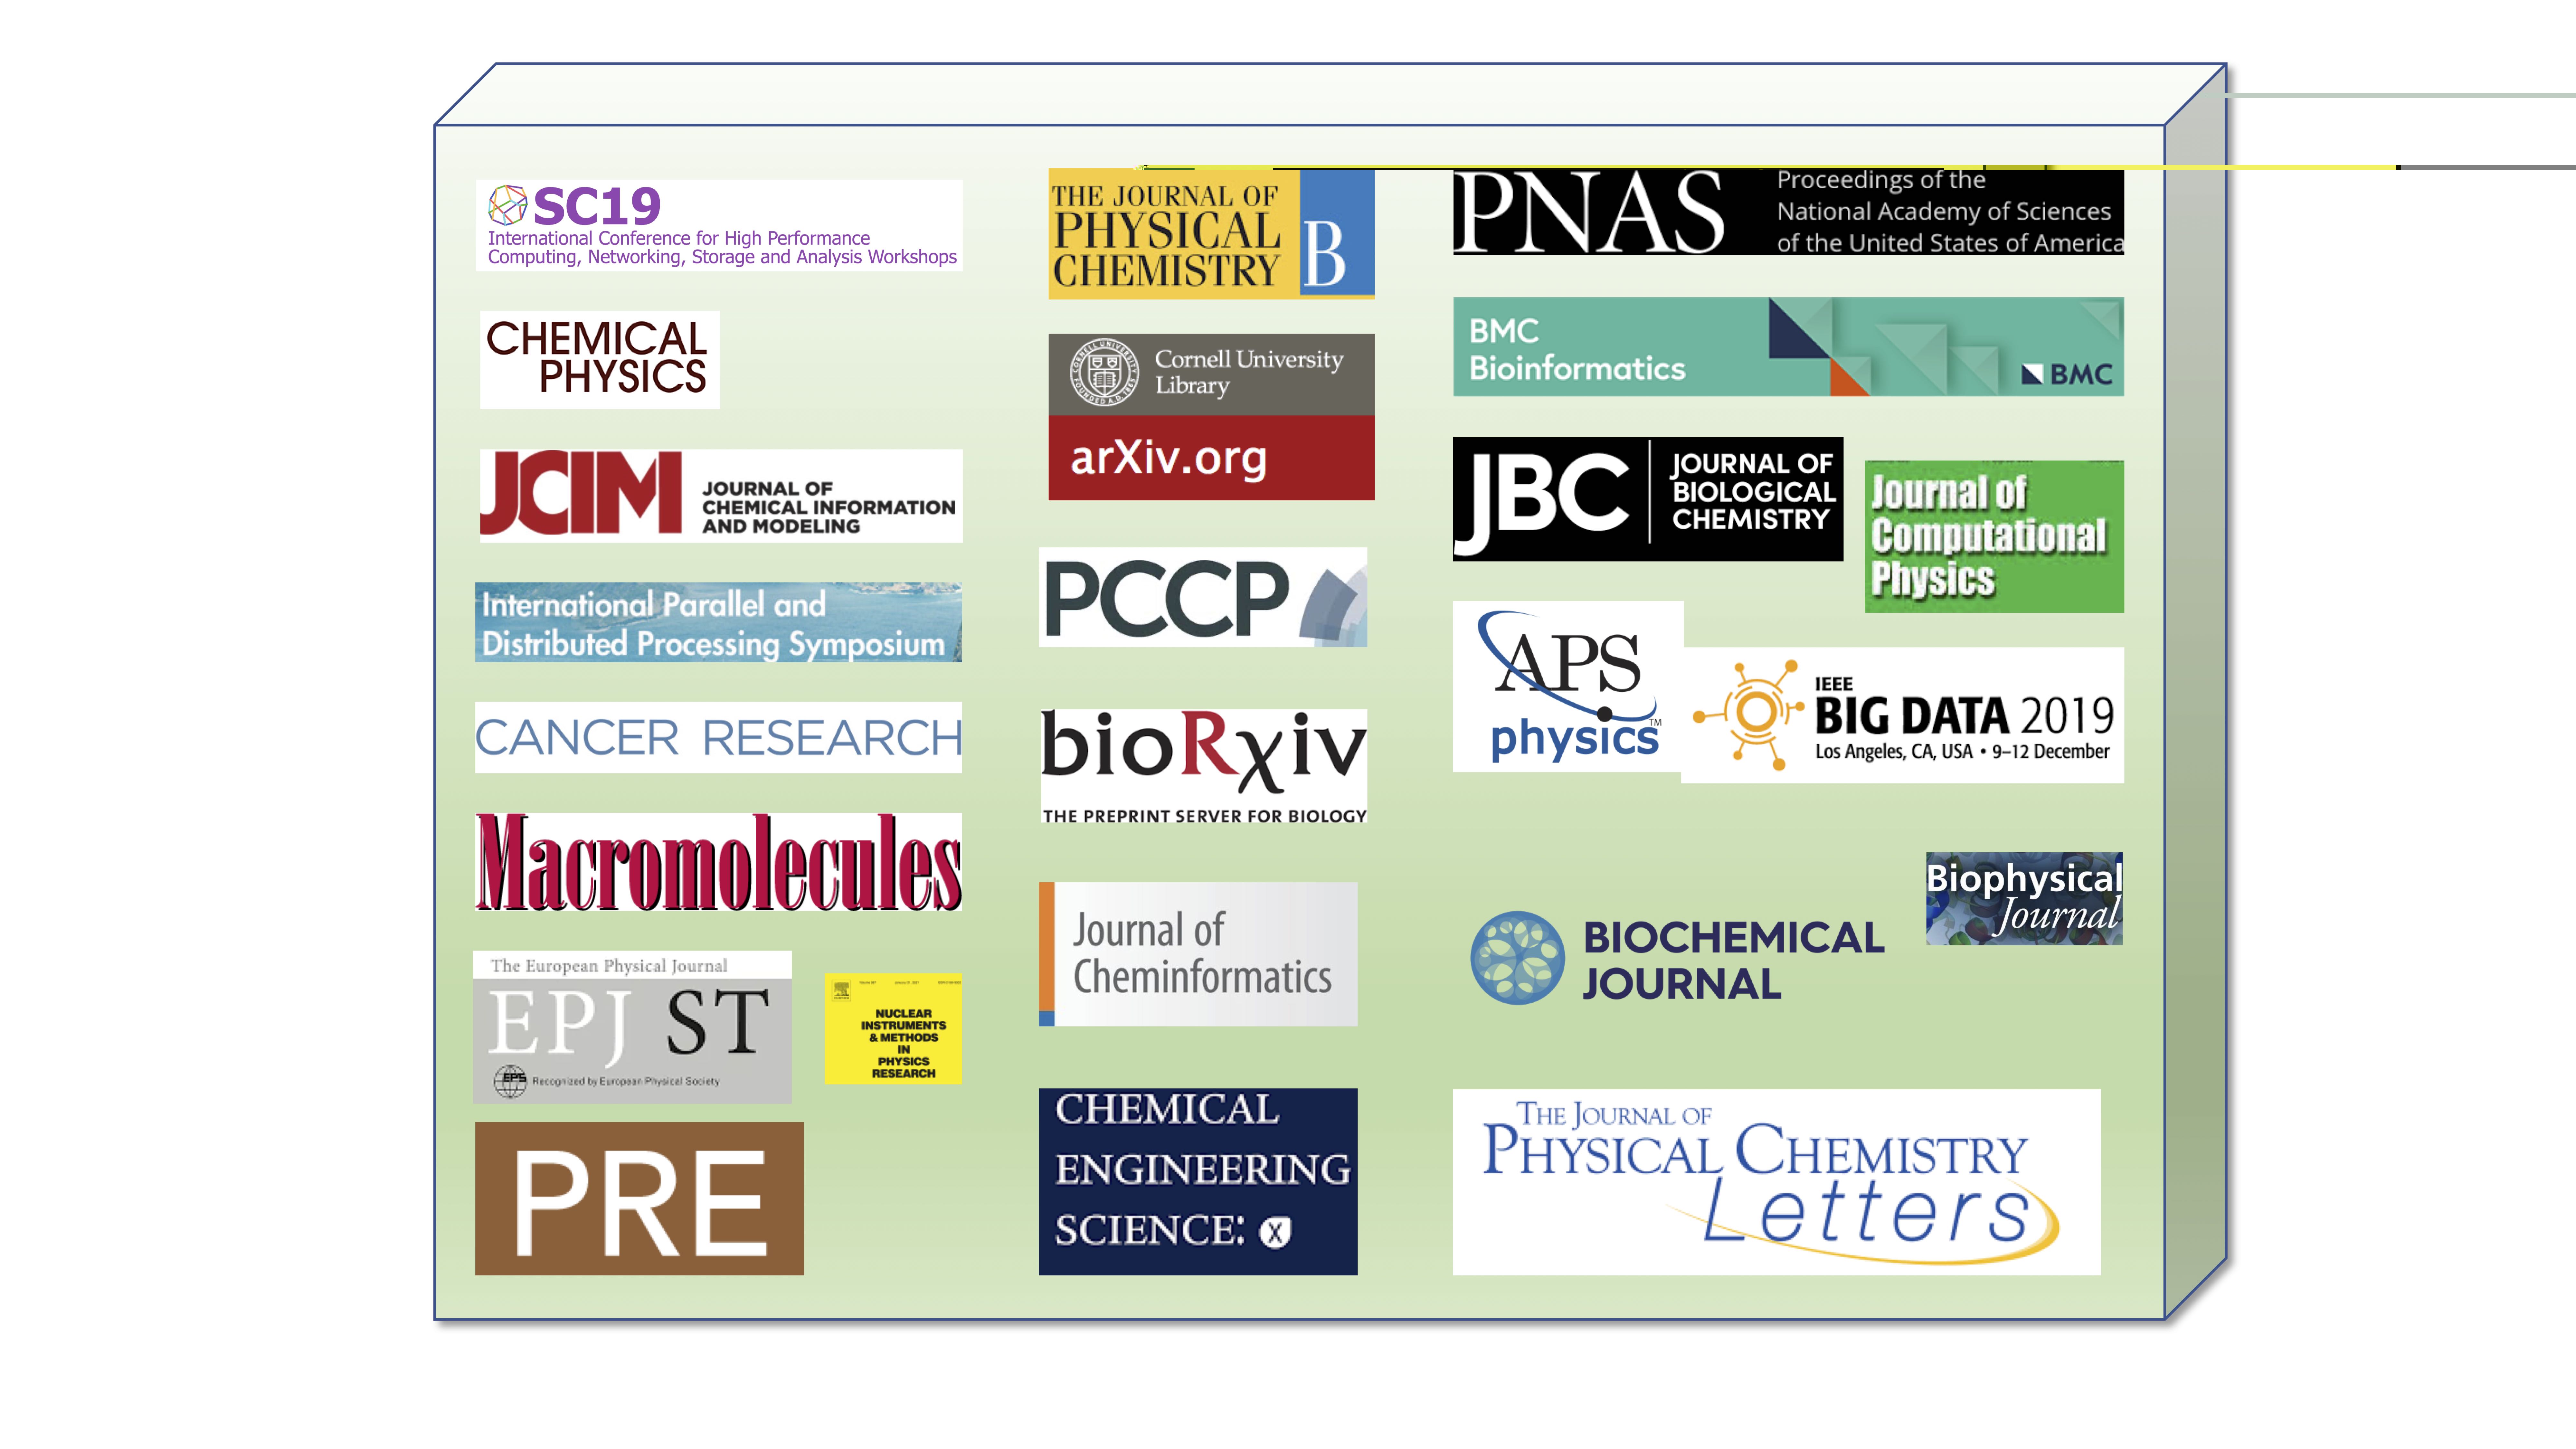 SC19
International Conference for High Performance
Computing, Networking, Storage and Analysis Workshops
CHEMICAL
PHYSICS
JCIM
JOURNAL OF
CHEMICAL INFORMATION
AND MODELING
International Parallel and
Distributed Processing Symposium
CANCER RESEARCH
Macromolecules
The European Physical Journal
EPJ ST
EPS Recognized by European Physical Society
NUCLEAR
INSTRUMENTS
& METHODS
IN
PHYSICS
RESEARCH
PRE
THE JOURNAL OF
PHYSICAL
CHEMISTRY
B
Cornell University
Library
arXiv.org
PCCP
bioRχiv
THE PREPRINT SERVER FOR BIOLOGY
Journal of
Cheminformatics
CHEMICAL
ENGINEERING
SCIENCE: X
PNAS
Proceedings of the
National Academy of Sciences
of the United States of America
BMC
Bioinformatics
BMC
JBC
JOURNAL OF
BIOLOGICAL
CHEMISTRY
Journal of
Computational
Physics
APS
physics™
IEEE
BIG DATA 2019
Los Angeles, CA, USA • 9–12 December
Biophysical
Journal
BIOCHEMICAL
JOURNAL
THE JOURNAL OF
PHYSICAL CHEMISTRY
Letters